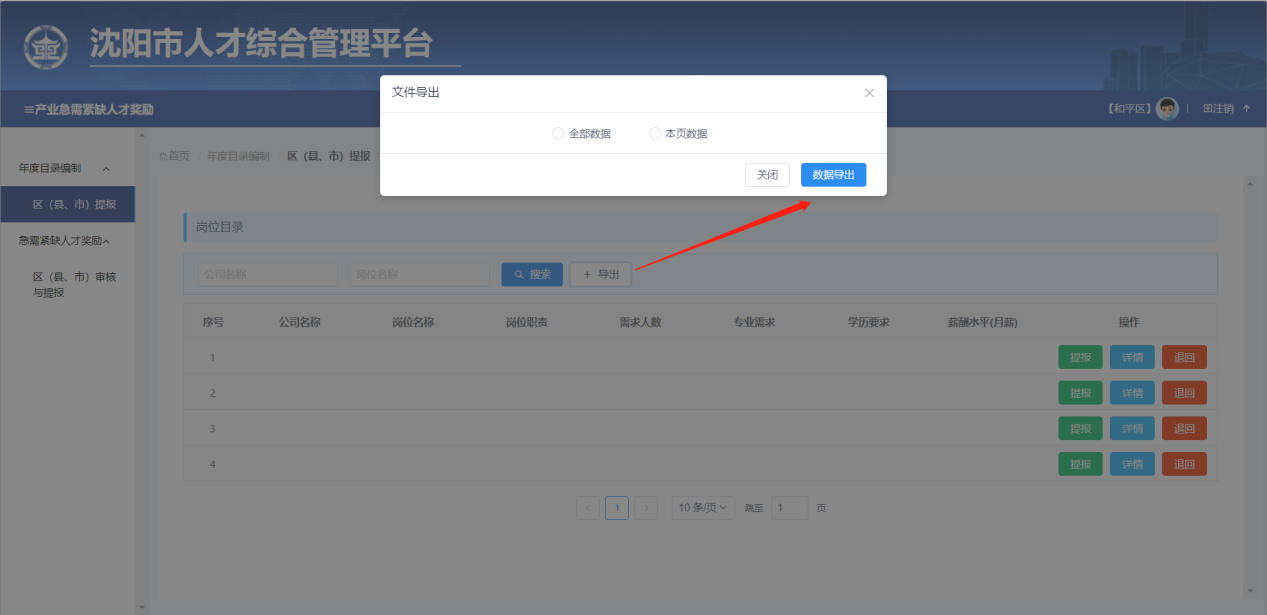 沈阳市人才综合管理平台
产业急需紧缺人才奖励
【和平区】 注销
文件导出
全部数据 本页数据
关闭 数据导出
首页 / 年度目录编制 / 区（县、市）提报
年度目录编制
区（县、市）提报
急需紧缺人才奖励
区（县、市）审核
与提报
岗位目录
公司名称 岗位名称 搜索 + 导出
序号 公司名称 岗位名称 岗位职责 需求人数 专业需求 学历要求 薪酬水平(月薪) 操作
1 提报 详情 退回
2 提报 详情 退回
3 提报 详情 退回
4 提报 详情 退回
1 10 条/页 跳至 1 页